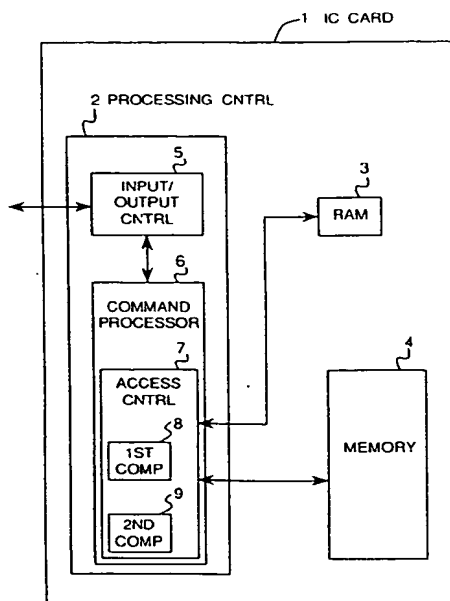 1 IC CARD
2 PROCESSING CNTRL
5
INPUT/
OUTPUT
CNTRL
3
RAM
6
COMMAND
PROCESSOR
7
ACCESS
CNTRL
8
1ST
COMP
9
2ND
COMP
4
MEMORY